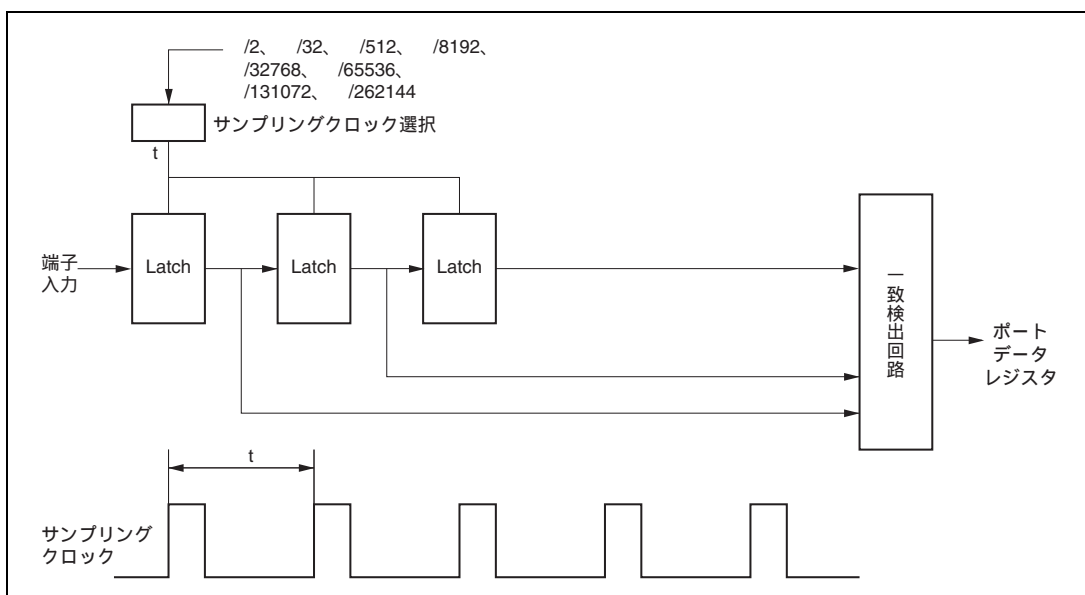 /2、 /32、 /512、 /8192、
/32768、 /65536、
/131072、 /262144
サンプリングクロック選択
t
端子
入力
Latch
Latch
Latch
一致検出回路
ポート
データ
レジスタ
t
サンプリング
クロック